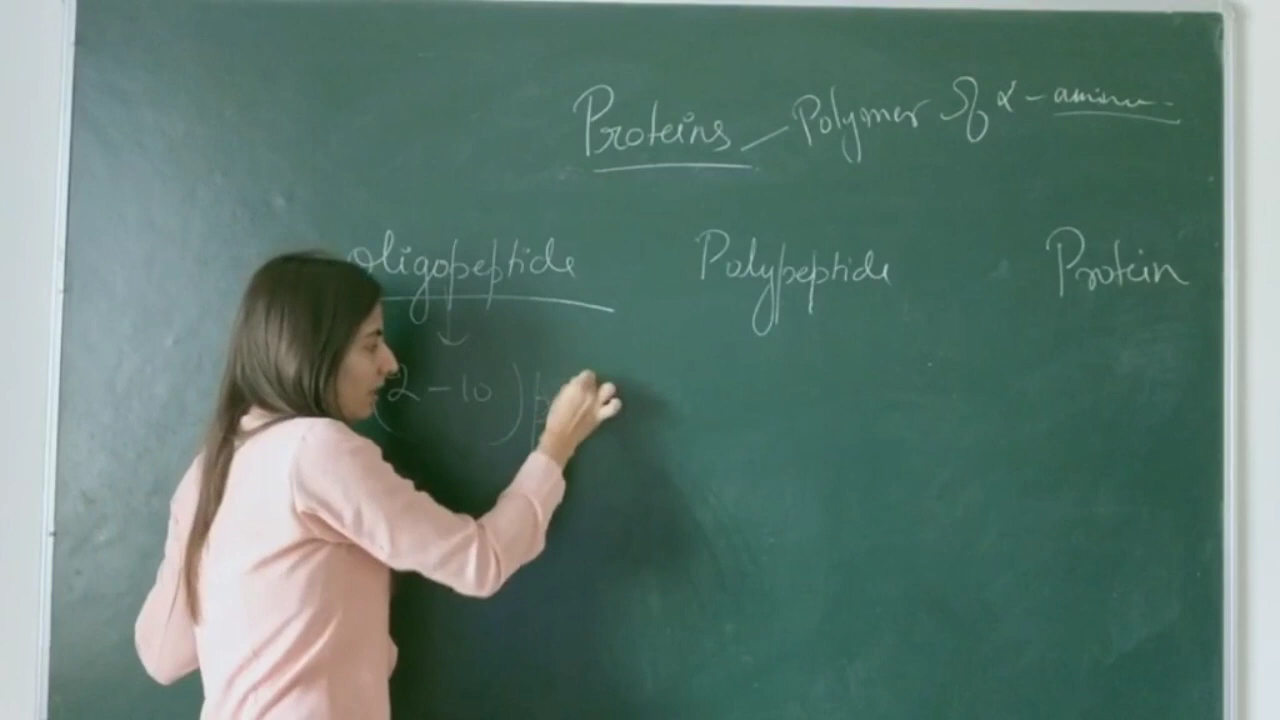 Proteins - Polymer of α-amino
oligopeptide Polypeptide Protein
(2-10) p